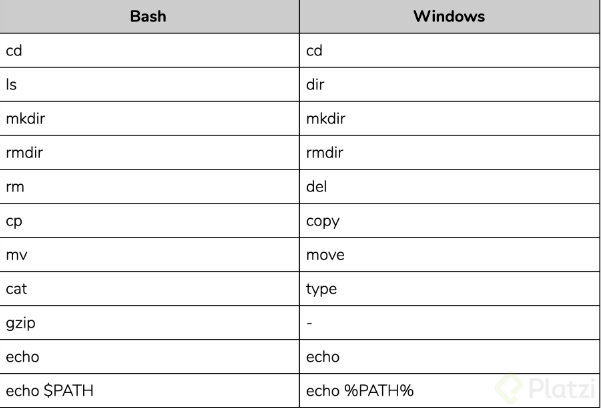 Bash Windows
cd cd
ls dir
mkdir mkdir
rmdir rmdir
rm del
cp copy
mv move
cat type
gzip -
echo echo
echo $PATH echo %PATH%
Platzi